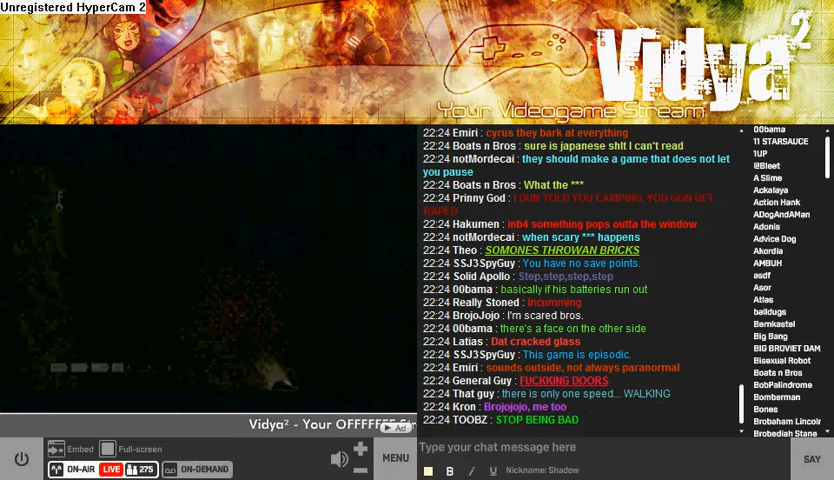 Unregistered HyperCam 2
Vidya²
Your Videogame Stream
22:24 Emiri : cyrus they bark at everything
22:24 Boats n Bros : sure is japanese shIt I can't read
22:24 notMordecai : they should make a game that does not let
you pause
22:24 Boats n Bros : What the ***
22:24 Prinny God : I DUN TOLD YOU CAMPING, YOU GUN GET
RAPED
22:24 Hakumen : inb4 something pops outta the window
22:24 notMordecai : when scary *** happens
22:24 Theo : SOMONES THROWAN BRICKS
22:24 SSJ3SpyGuy : You have no save points.
22:24 Solid Apollo : Step,step,step,step
22:24 00bama : basically if his batteries run out
22:24 Really Stoned : incomming
22:24 BrojoJojo : I'm scared bros.
22:24 00bama : there's a face on the other side
22:24 Latias : Dat cracked glass
22:24 SSJ3SpyGuy : This game is episodic.
22:24 Emiri : sounds outside, not always paranormal
22:24 General Guy : FUCKKING DOORS
22:24 That guy : there is only one speed... WALKING
22:24 Kron : Brojojojo, me too
22:24 TOOBZ : STOP BEING BAD
00bama
11 STARSAUCE
1UP
@Bleet
A Slime
Ackalaya
Action Hank
ADogAndAMan
Adonis
Advice Dog
Akordia
AMBUH
asdf
Asor
Atlas
balldugs
Bernkastel
Big Bang
BIG BROVIET DAM
Bisexual Robot
Boats n Bros
BobPalindrome
Bomberman
Bones
Brobaham Lincoln
Brobediah Stane
Vidya² - Your OFFFFFFF St
Ad
Embed
Full-screen
ON-AIR LIVE 275 ON-DEMAND
MENU
Type your chat message here
B I U Nickname: Shadow
SAY